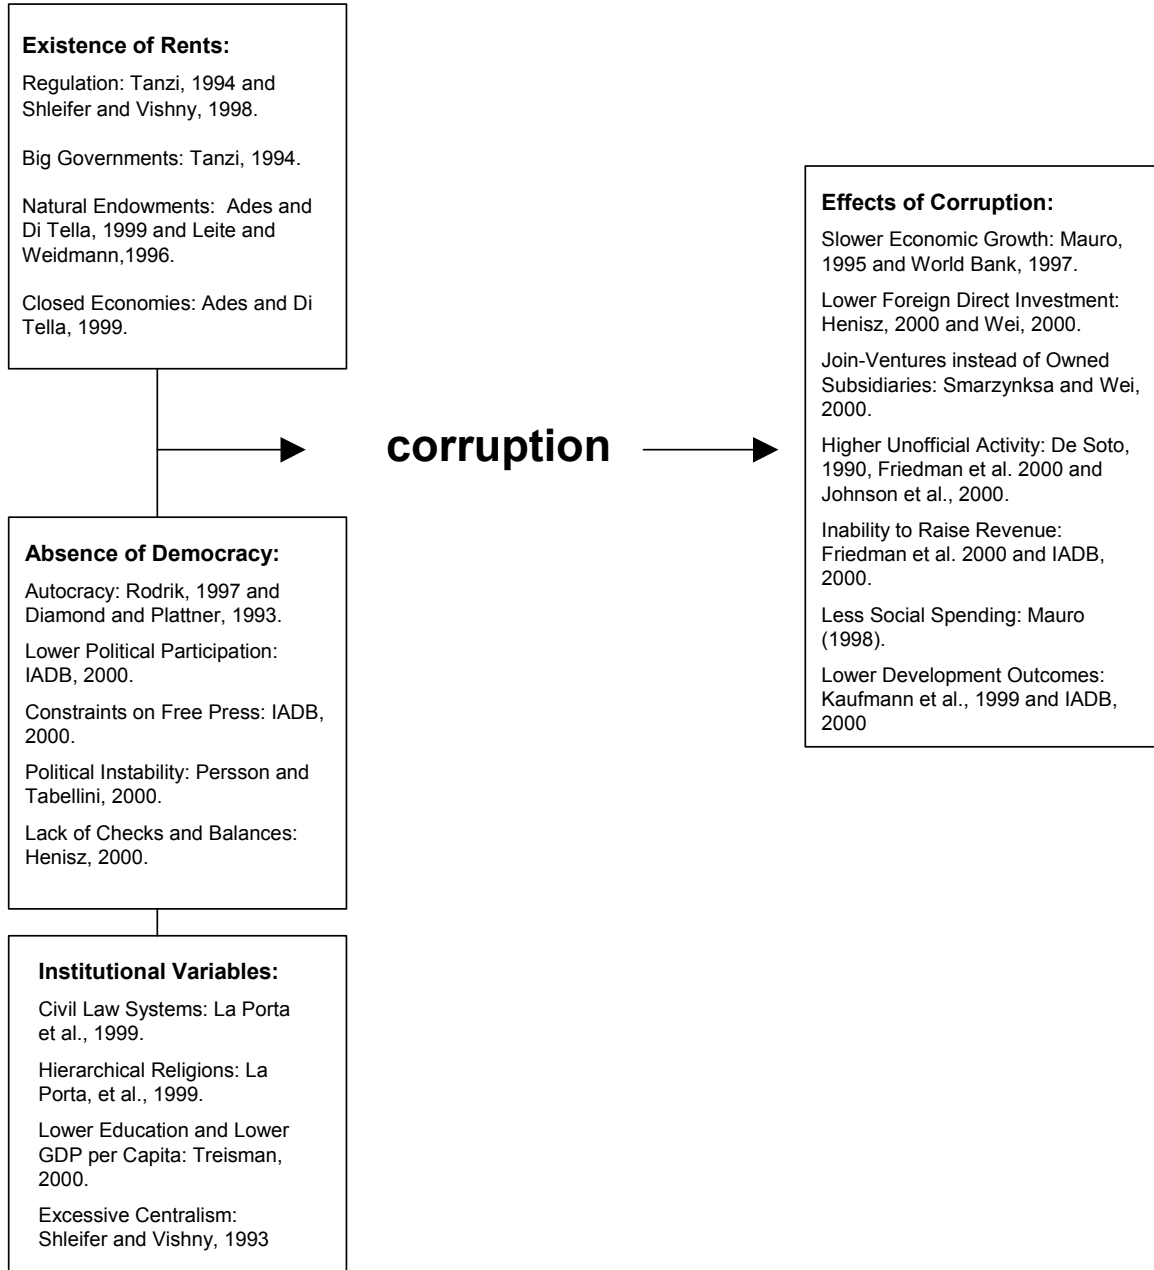 Existence of Rents:
Regulation: Tanzi, 1994 and
Shleifer and Vishny, 1998.
Big Governments: Tanzi, 1994.
Natural Endowments:  Ades and
Di Tella, 1999 and Leite and
Weidmann,1996.
Closed Economies: Ades and Di
Tella, 1999.
corruption
Absence of Democracy:
Autocracy: Rodrik, 1997 and
Diamond and Plattner, 1993.
Lower Political Participation:
IADB, 2000.
Constraints on Free Press: IADB,
2000.
Political Instability: Persson and
Tabellini, 2000.
Lack of Checks and Balances:
Henisz, 2000.
Institutional Variables:
Civil Law Systems: La Porta
et al., 1999.
Hierarchical Religions: La
Porta, et al., 1999.
Lower Education and Lower
GDP per Capita: Treisman,
2000.
Excessive Centralism:
Shleifer and Vishny, 1993
Effects of Corruption:
Slower Economic Growth: Mauro,
1995 and World Bank, 1997.
Lower Foreign Direct Investment:
Henisz, 2000 and Wei, 2000.
Join-Ventures instead of Owned
Subsidiaries: Smarzynksa and Wei,
2000.
Higher Unofficial Activity: De Soto,
1990, Friedman et al. 2000 and
Johnson et al., 2000.
Inability to Raise Revenue:
Friedman et al. 2000 and IADB,
2000.
Less Social Spending: Mauro
(1998).
Lower Development Outcomes:
Kaufmann et al., 1999 and IADB,
2000